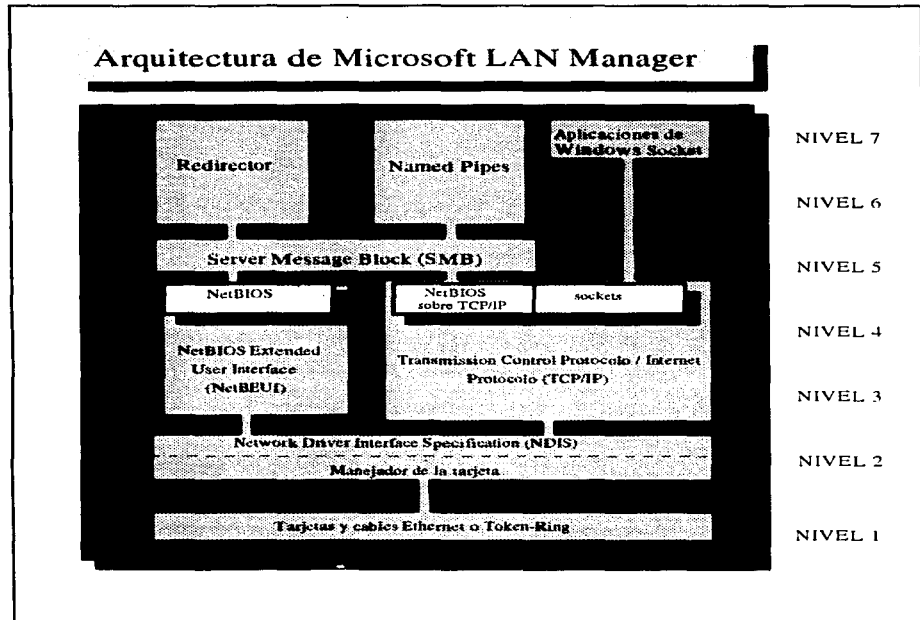 Arquitectura de Microsoft LAN Manager
Redirector
Named Pipes
Aplicaciones de
Windows Socket
NIVEL 7
NIVEL 6
Server Message Block (SMB)
NIVEL 5
NetBIOS
NetBIOS
sobre TCP/IP
sockets
NIVEL 4
NetBIOS Extended
User Interface
(NetBEUI)
Transmission Control Protocolo / Internet
Protocolo (TCP/IP)
NIVEL 3
Network Driver Interface Specification (NDIS)
Manejador de la tarjeta
NIVEL 2
Tarjetas y cables Ethernet o Token-Ring
NIVEL 1